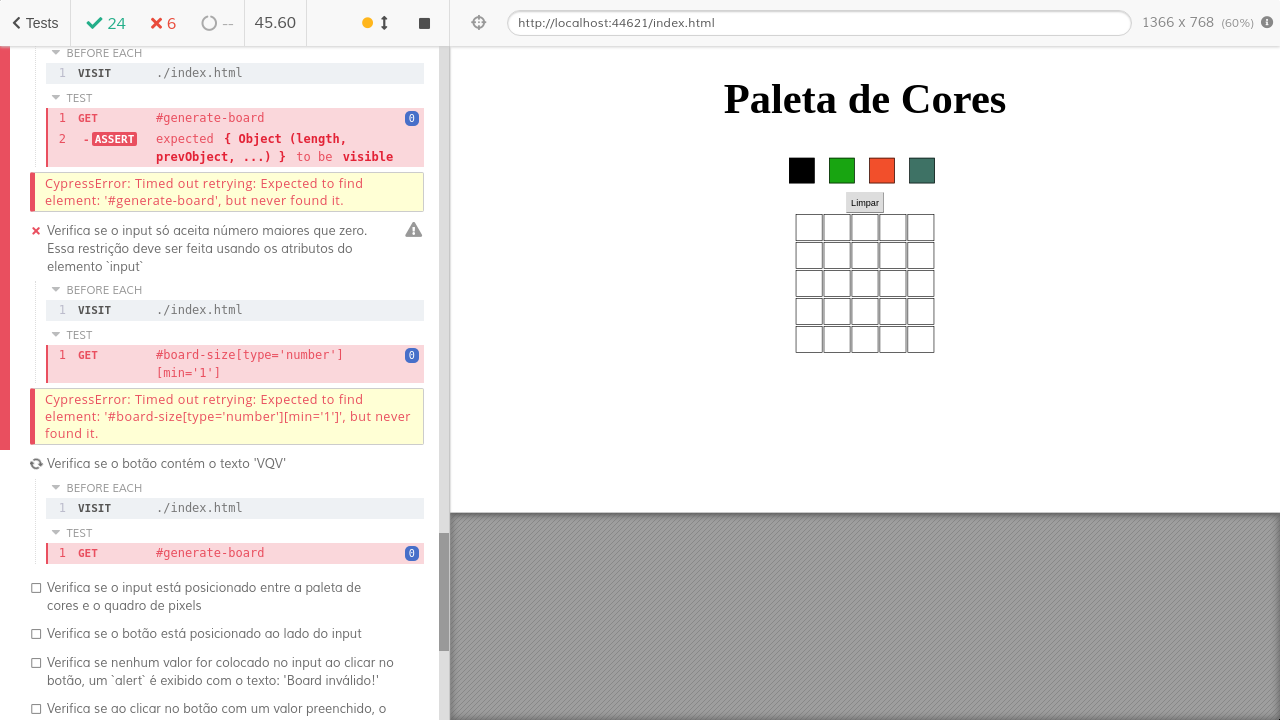 Tests
24
6
--
45.60
http://localhost:44621/index.html
1366 x 768 (60%)
BEFORE EACH
1 VISIT ./index.html
TEST
1 GET #generate-board 0
2 -ASSERT expected { Object (length,
prevObject, ...) } to be visible
CypressError: Timed out retrying: Expected to find
element: '#generate-board', but never found it.
Verifica se o input só aceita número maiores que zero.
Essa restrição deve ser feita usando os atributos do
elemento `input`
BEFORE EACH
1 VISIT ./index.html
TEST
1 GET #board-size[type='number'] 0
[min='1']
CypressError: Timed out retrying: Expected to find
element: '#board-size[type='number'][min='1']', but never
found it.
Verifica se o botão contém o texto 'VQV'
BEFORE EACH
1 VISIT ./index.html
TEST
1 GET #generate-board 0
Verifica se o input está posicionado entre a paleta de
cores e o quadro de pixels
Verifica se o botão está posicionado ao lado do input
Verifica se nenhum valor for colocado no input ao clicar no
botão, um `alert` é exibido com o texto: 'Board inválido!'
Verifica se ao clicar no botão com um valor preenchido, o
Paleta de Cores
Limpar